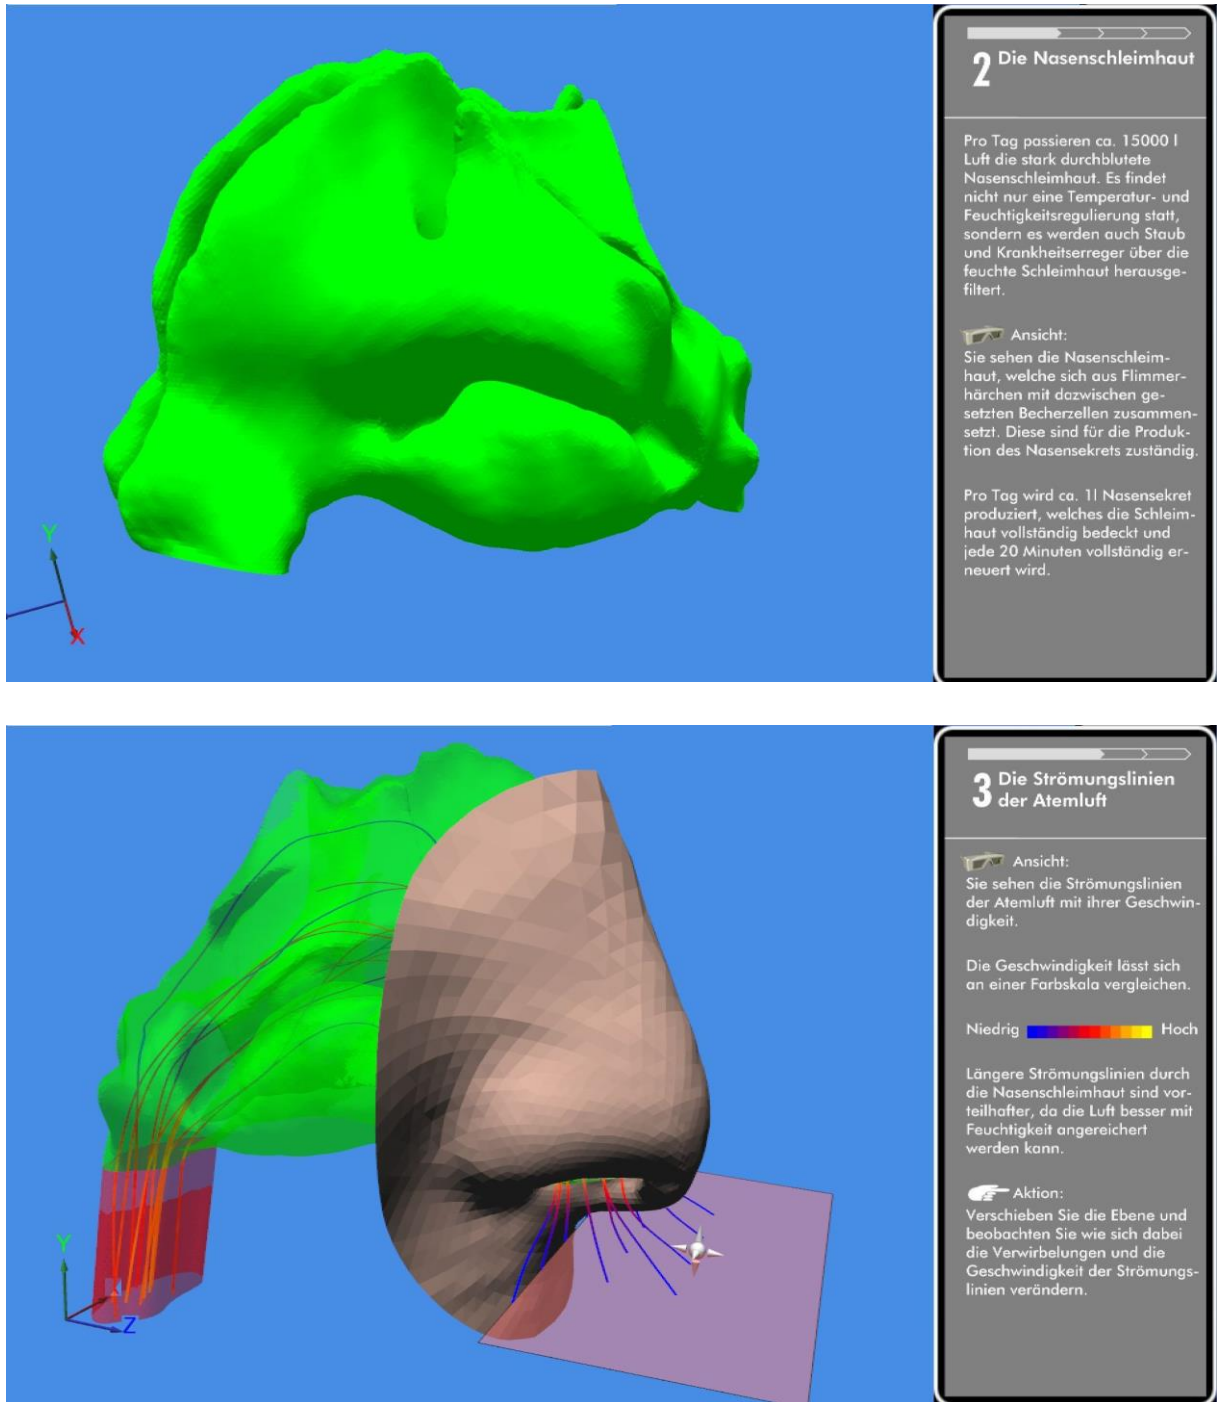 2 Die Nasenschleimhaut
Pro Tag passieren ca. 15000 l
Luft die stark durchblutete
Nasenschleimhaut. Es findet
nicht nur eine Temperatur- und
Feuchtigkeitsregulierung statt,
sondern es werden auch Staub
und Krankheitserreger über die
feuchte Schleimhaut herausge-
filtert.
Ansicht:
Sie sehen die Nasenschleim-
haut, welche sich aus Flimmer-
härchen mit dazwischen ge-
setzten Becherzellen zusammen-
setzt. Diese sind für die Produk-
tion des Nasensekrets zuständig.
Pro Tag wird ca. 1l Nasensekret
produziert, welches die Schleim-
haut vollständig bedeckt und
jede 20 Minuten vollständig er-
neuert wird.
Y
X
3 Die Strömungslinien
der Atemluft
Ansicht:
Sie sehen die Strömungslinien
der Atemluft mit ihrer Geschwin-
digkeit.
Die Geschwindigkeit lässt sich
an einer Farbskala vergleichen.
Niedrig Hoch
Längere Strömungslinien durch
die Nasenschleimhaut sind vor-
teilhafter, da die Luft besser mit
Feuchtigkeit angereichert
werden kann.
Aktion:
Verschieben Sie die Ebene und
beobachten Sie wie sich dabei
die Verwirbelungen und die
Geschwindigkeit der Strömungs-
linien verändern.
Y
Z